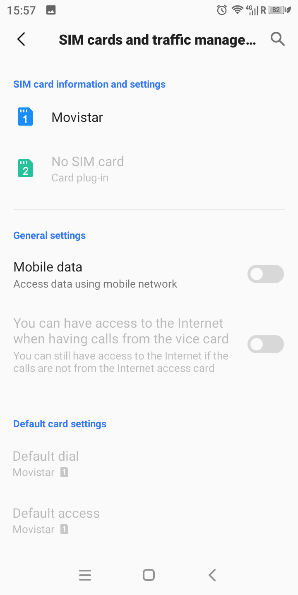 15:57 4G R 82
SIM cards and traffic manage...
SIM card information and settings
1 Movistar
2 No SIM card
Card plug-in
General settings
Mobile data
Access data using mobile network
You can have access to the Internet
when having calls from the vice card
You can still have access to the Internet if the
calls are not from the Internet access card
Default card settings
Default dial
Movistar 1
Default access
Movistar 1